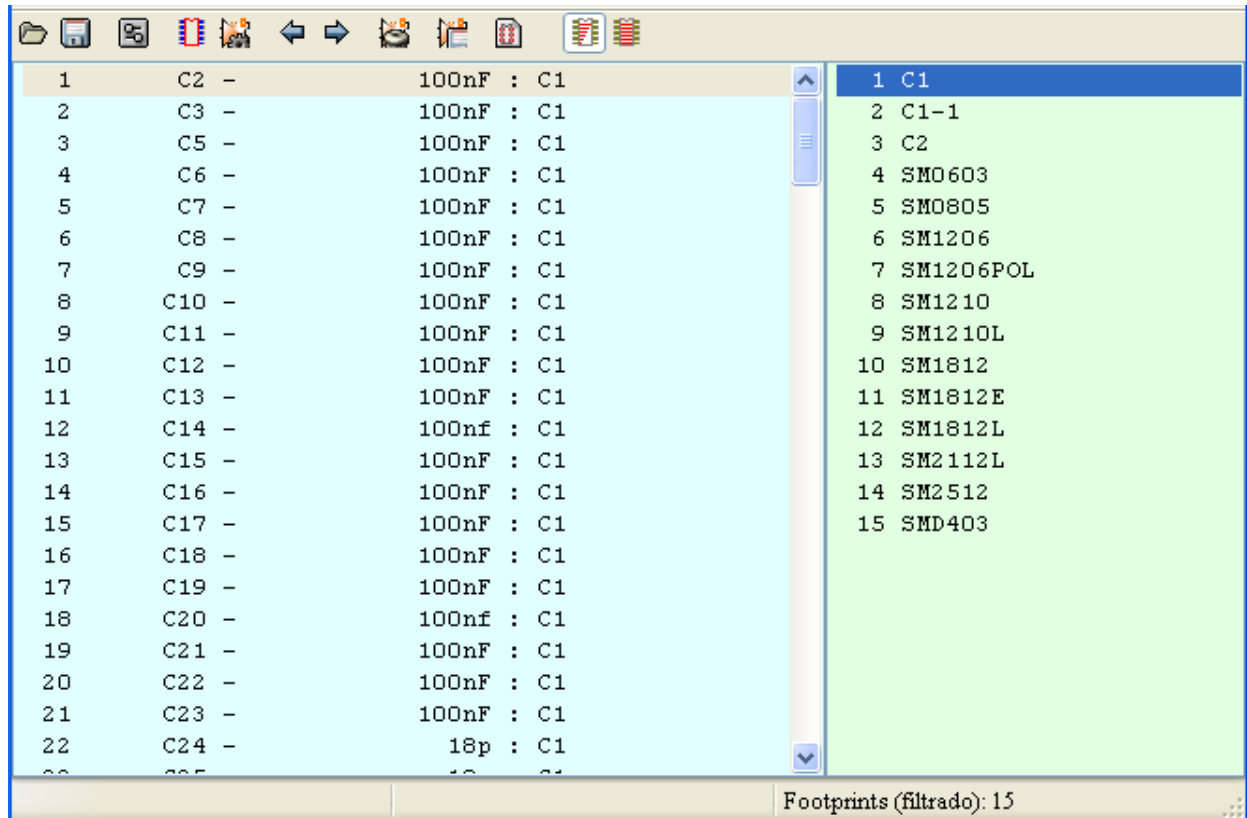 1 C2 - 100nF : C1
2 C3 - 100nF : C1
3 C5 - 100nF : C1
4 C6 - 100nF : C1
5 C7 - 100nF : C1
6 C8 - 100nF : C1
7 C9 - 100nF : C1
8 C10 - 100nF : C1
9 C11 - 100nF : C1
10 C12 - 100nF : C1
11 C13 - 100nF : C1
12 C14 - 100nf : C1
13 C15 - 100nF : C1
14 C16 - 100nF : C1
15 C17 - 100nF : C1
16 C18 - 100nF : C1
17 C19 - 100nF : C1
18 C20 - 100nf : C1
19 C21 - 100nF : C1
20 C22 - 100nF : C1
21 C23 - 100nF : C1
22 C24 - 18p : C1
1 C1
2 C1-1
3 C2
4 SM0603
5 SM0805
6 SM1206
7 SM1206POL
8 SM1210
9 SM1210L
10 SM1812
11 SM1812E
12 SM1812L
13 SM2112L
14 SM2512
15 SMD403
Footprints (filtrado): 15